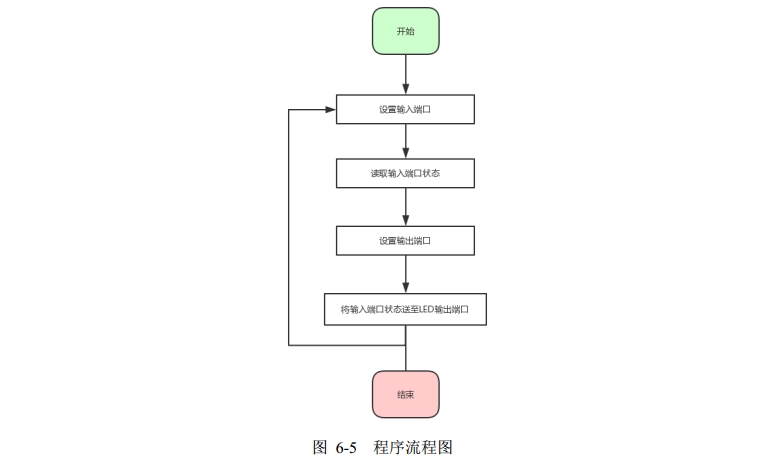 开始
设置输入端口
读取输入端口状态
设置输出端口
将输入端口状态送至LED输出端口
结束
图 6-5 程序流程图